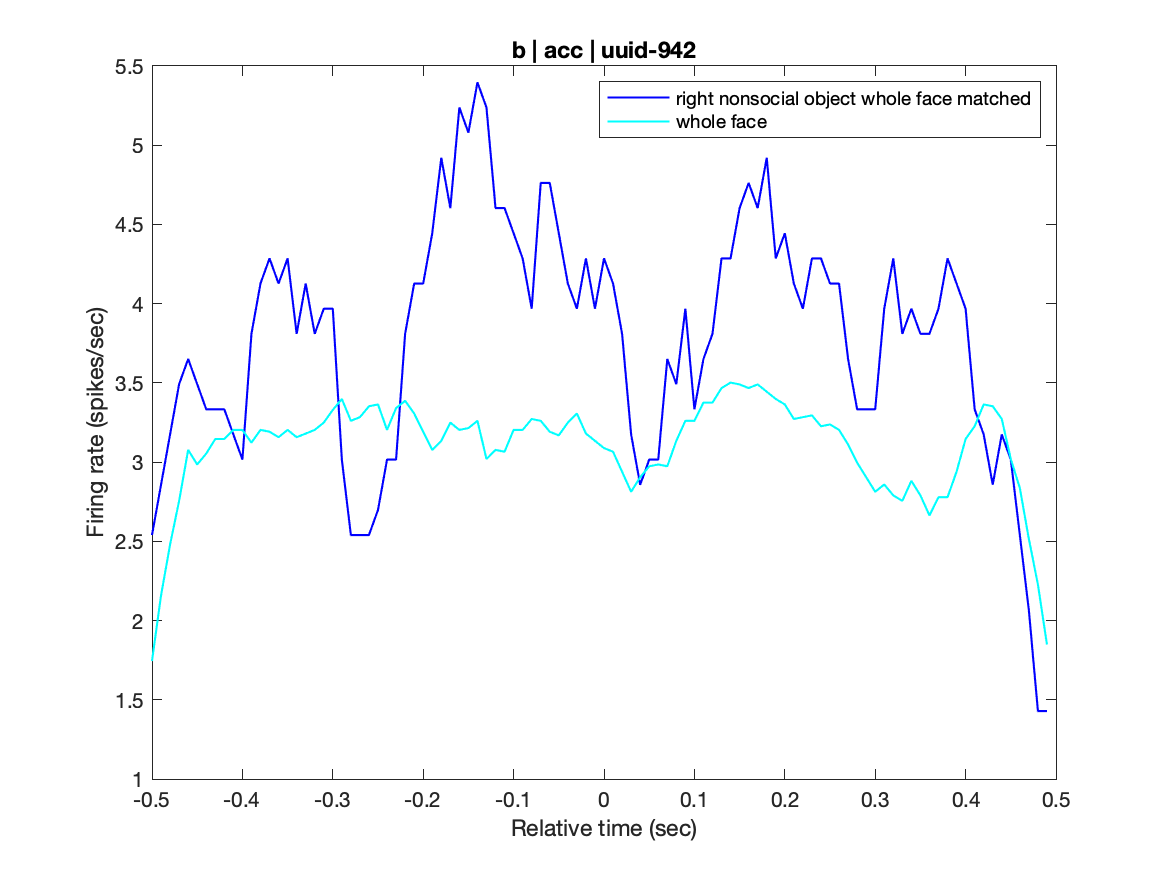 b | acc | uuid-942
right nonsocial object whole face matched
whole face
Firing rate (spikes/sec)
5.5
5
4.5
4
3.5
3
2.5
2
1.5
1
-0.5 -0.4 -0.3 -0.2 -0.1 0 0.1 0.2 0.3 0.4 0.5
Relative time (sec)